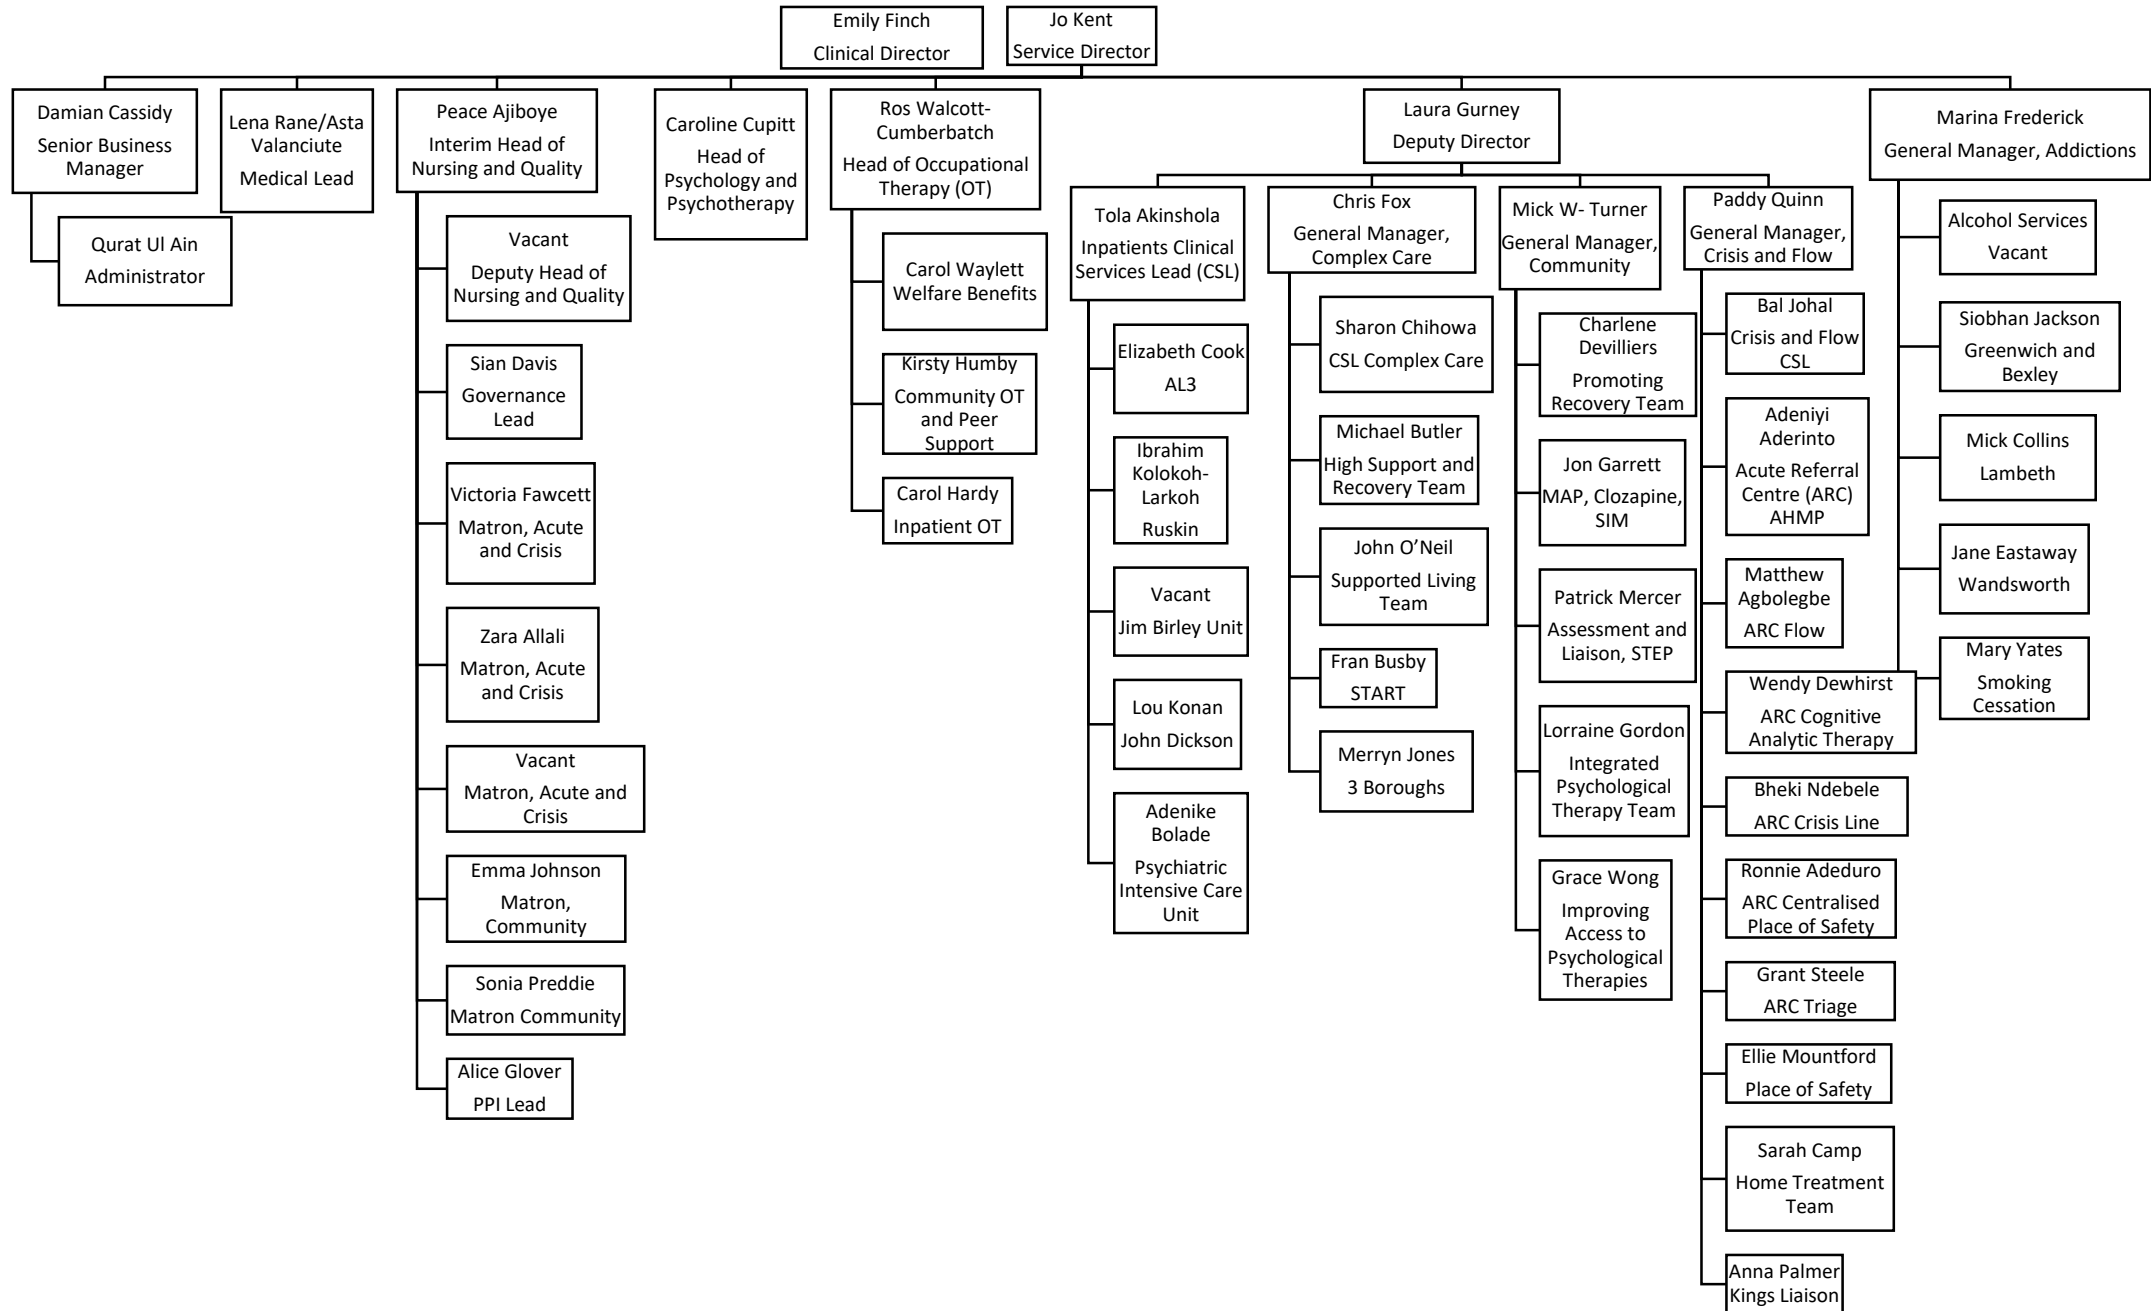 Emily Finch
Clinical Director
Jo Kent
Service Director
Damian Cassidy
Senior Business
Manager
Qurat Ul Ain
Administrator
Lena Rane/Asta
Valanciute
Medical Lead
Peace Ajiboye
Interim Head of
Nursing and Quality
Vacant
Deputy Head of
Nursing and Quality
Sian Davis
Governance
Lead
Victoria Fawcett
Matron, Acute
and Crisis
Zara Allali
Matron, Acute
and Crisis
Vacant
Matron, Acute and
Crisis
Emma Johnson
Matron,
Community
Sonia Preddie
Matron Community
Alice Glover
PPI Lead
Caroline Cupitt
Head of
Psychology and
Psychotherapy
Ros Walcott-
Cumberbatch
Head of Occupational
Therapy (OT)
Carol Waylett
Welfare Benefits
Kirsty Humby
Community OT
and Peer
Support
Carol Hardy
Inpatient OT
Laura Gurney
Deputy Director
Tola Akinshola
Inpatients Clinical
Services Lead (CSL)
Elizabeth Cook
AL3
Ibrahim
Kolokoh-
Larkoh
Ruskin
Vacant
Jim Birley Unit
Lou Konan
John Dickson
Adenike
Bolade
Psychiatric
Intensive Care
Unit
Chris Fox
General Manager,
Complex Care
Sharon Chihowa
CSL Complex Care
Michael Butler
High Support and
Recovery Team
John O’Neil
Supported Living
Team
Fran Busby
START
Merryn Jones
3 Boroughs
Mick W- Turner
General Manager,
Community
Charlene
Devilliers
Promoting
Recovery Team
Jon Garrett
MAP, Clozapine,
SIM
Patrick Mercer
Assessment and
Liaison, STEP
Lorraine Gordon
Integrated
Psychological
Therapy Team
Grace Wong
Improving
Access to
Psychological
Therapies
Paddy Quinn
General Manager,
Crisis and Flow
Bal Johal
Crisis and Flow
CSL
Adeniyi
Aderinto
Acute Referral
Centre (ARC)
AHMP
Matthew
Agbolegbe
ARC Flow
Wendy Dewhirst
ARC Cognitive
Analytic Therapy
Bheki Ndebele
ARC Crisis Line
Ronnie Adeduro
ARC Centralised
Place of Safety
Grant Steele
ARC Triage
Ellie Mountford
Place of Safety
Sarah Camp
Home Treatment
Team
Anna Palmer
Kings Liaison
Marina Frederick
General Manager, Addictions
Alcohol Services
Vacant
Siobhan Jackson
Greenwich and
Bexley
Mick Collins
Lambeth
Jane Eastaway
Wandsworth
Mary Yates
Smoking
Cessation